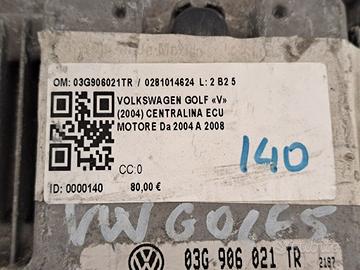 OM: 03G906021TR / 0281014624 L: 2 B2 5
VOLKSWAGEN GOLF «V»
(2004) CENTRALINA ECU
MOTORE Da 2004 A 2008
CC:0
140
ID: 0000140 80,00 €
VW GOLF 5
03G 906 021 TR
2187